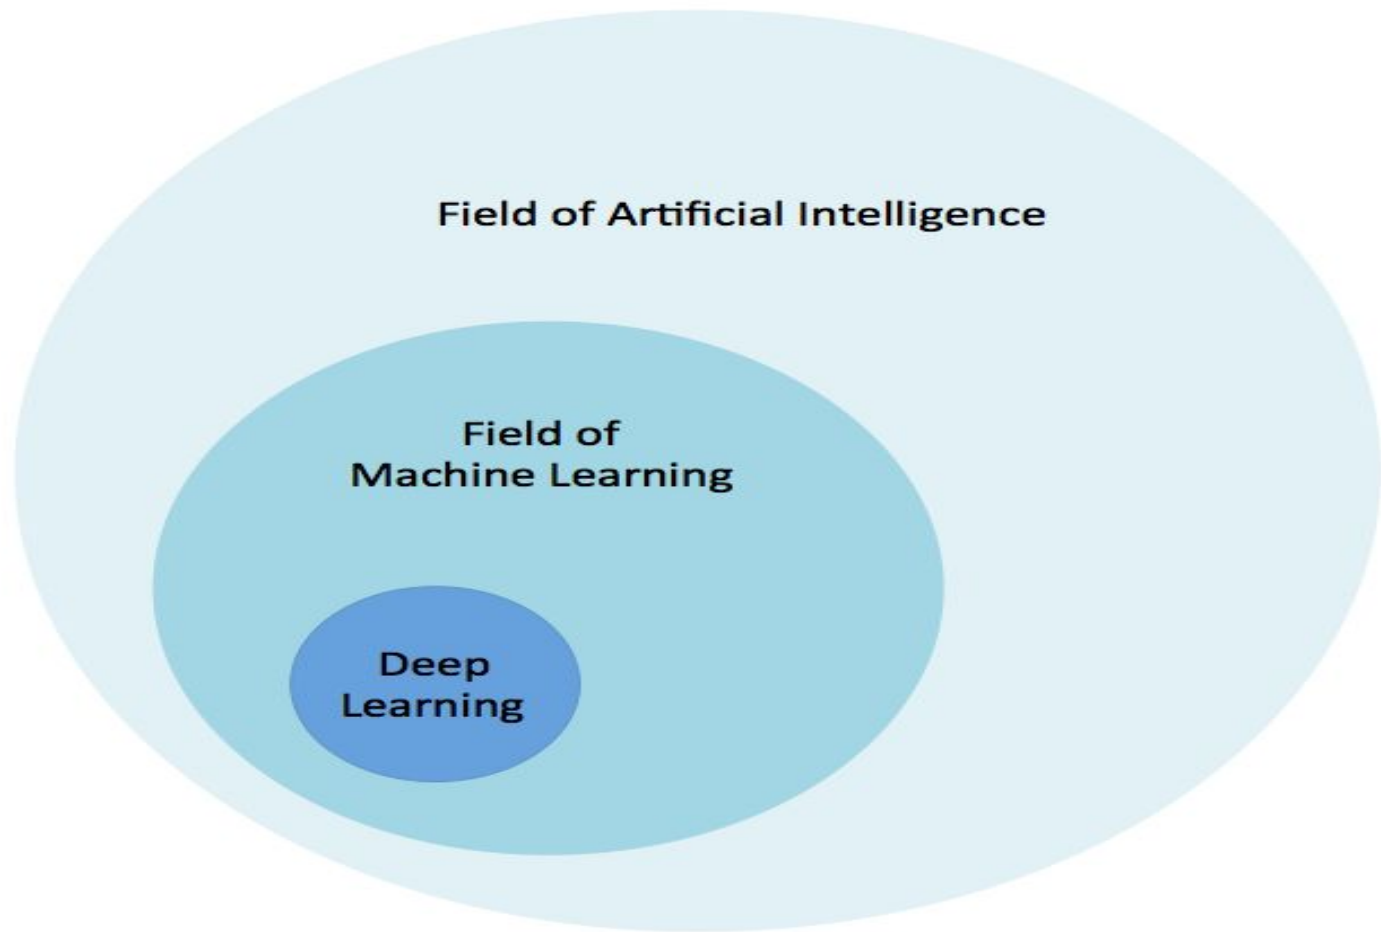 Field of Artificial Intelligence
Field of
Machine Learning
Deep
Learning